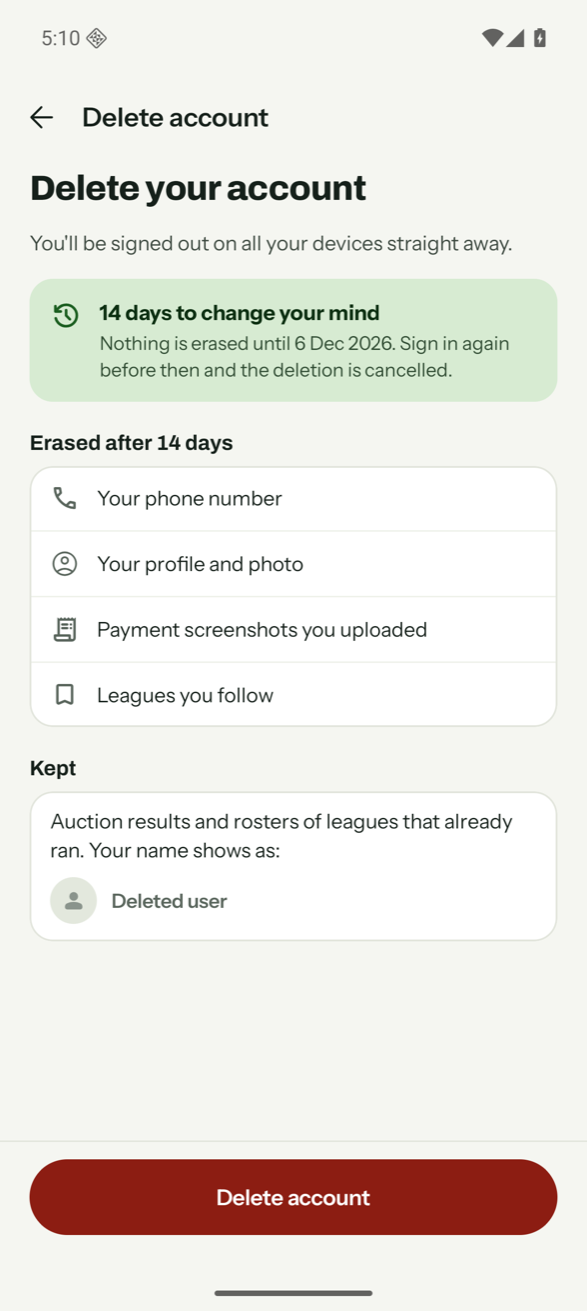 5:10
Delete account
Delete your account
You'll be signed out on all your devices straight away.
14 days to change your mind
Nothing is erased until 6 Dec 2026. Sign in again
before then and the deletion is cancelled.
Erased after 14 days
Your phone number
Your profile and photo
Payment screenshots you uploaded
Leagues you follow
Kept
Auction results and rosters of leagues that already
ran. Your name shows as:
Deleted user
Delete account